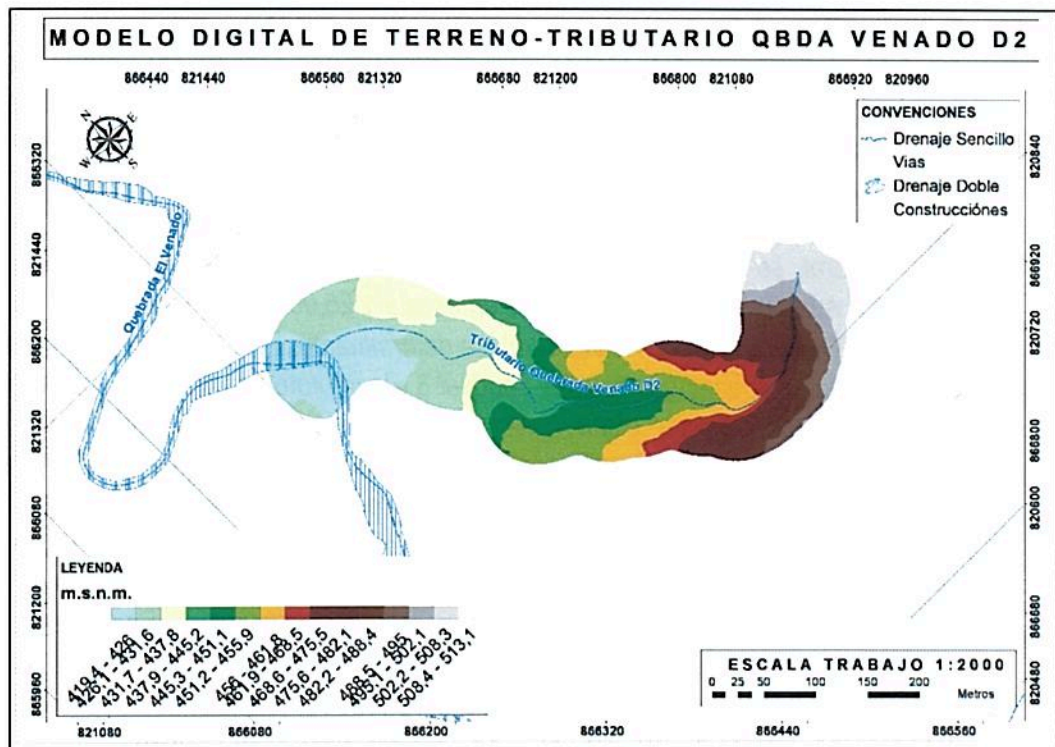 MODELO DIGITAL DE TERRENO-TRIBUTARIO QBDA VENADO D2
866440 821440 866560 821320 866680 821200 866800 821080 866920 820960
N
E
W
S
CONVENCIONES
Drenaje Sencillo
Vias
Drenaje Doble
Construcciónes
866320
821440
866200
821320
866080
821200
865960
820840
866920
820720
866800
820600
866680
820480
Quebrada El Venado
Tributario Quebrada Venado D2
LEYENDA
m.s.n.m.
419,4 - 426
426,1 - 431,6
431,7 - 437,8
437,9 - 445,2
445,3 - 451,1
451,2 - 455,9
456 - 461,8
461,9 - 468,5
468,6 - 475,5
475,6 - 482,1
482,2 - 488,4
488,5 - 495
495,1 - 502,1
502,2 - 508,3
508,4 - 513,1
ESCALA TRABAJO 1:2000
0 25 50 100 150 200
Metros
821080 866080 866200 866320 866440 866560